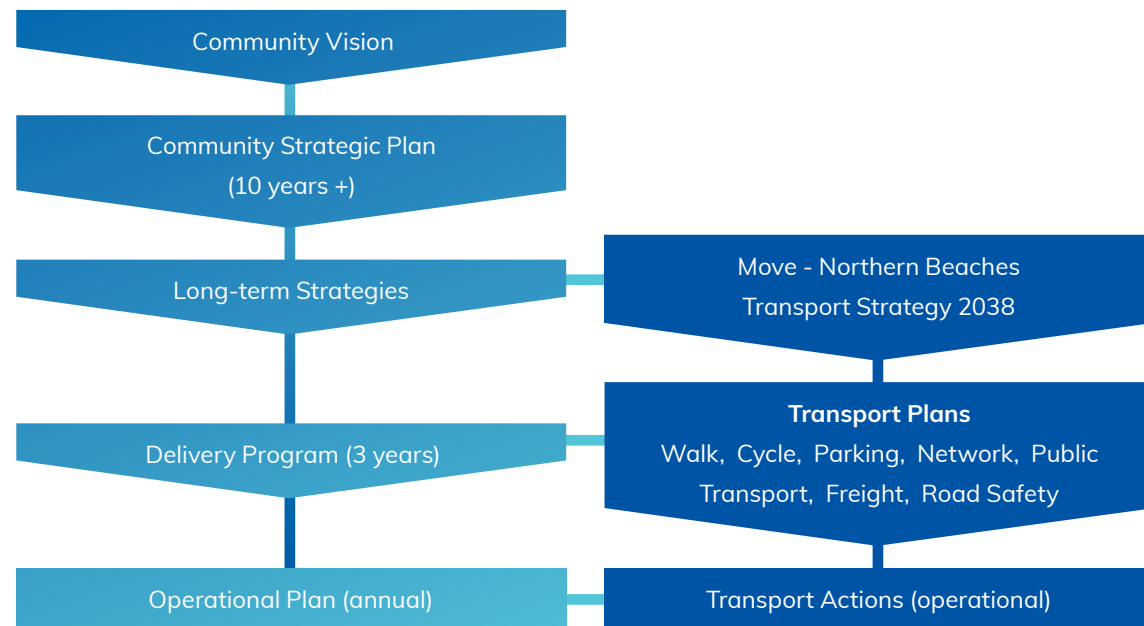 Community Vision
Community Strategic Plan
(10 years +)
Long-term Strategies
Move - Northern Beaches
Transport Strategy 2038
Delivery Program (3 years)
Transport Plans
Walk, Cycle, Parking, Network, Public
Transport, Freight, Road Safety
Operational Plan (annual)
Transport Actions (operational)